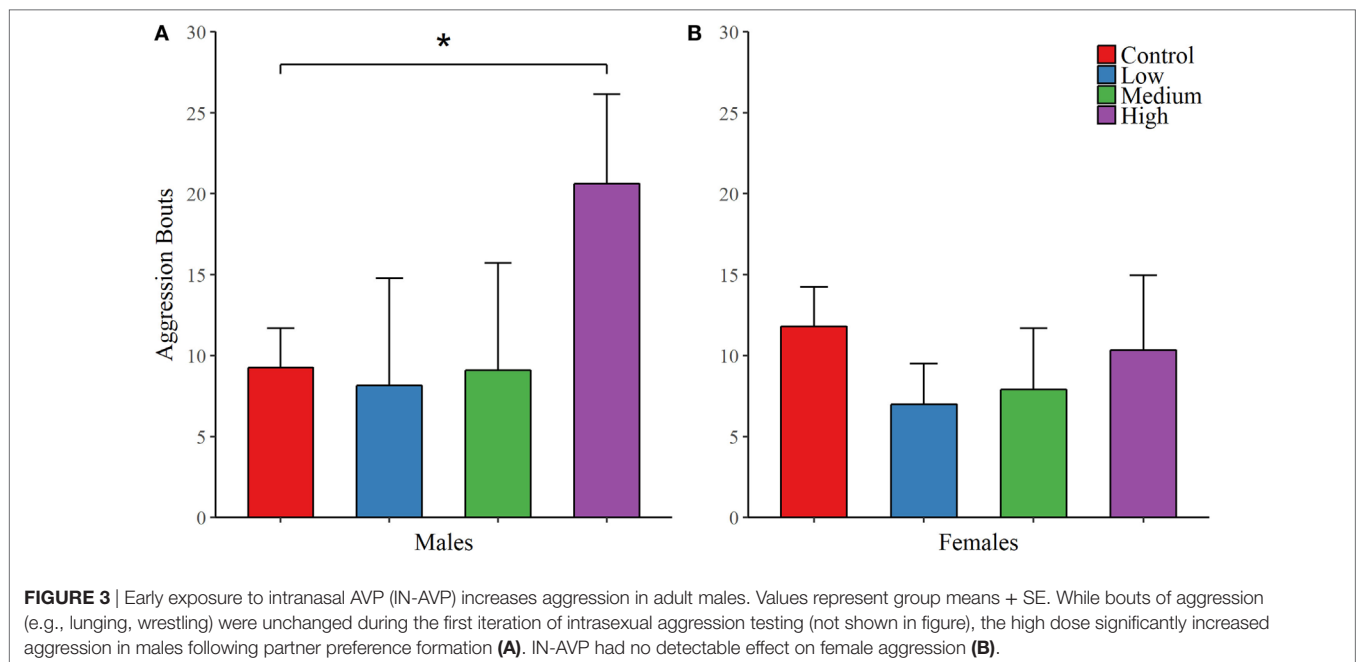 A
*
30
25
20
15
10
5
0
Aggression Bouts
Males
B
30
25
20
15
10
5
0
Control
Low
Medium
High
Females
FIGURE 3 | Early exposure to intranasal AVP (IN-AVP) increases aggression in adult males. Values represent group means + SE. While bouts of aggression
(e.g., lunging, wrestling) were unchanged during the first iteration of intrasexual aggression testing (not shown in figure), the high dose significantly increased
aggression in males following partner preference formation (A). IN-AVP had no detectable effect on female aggression (B).